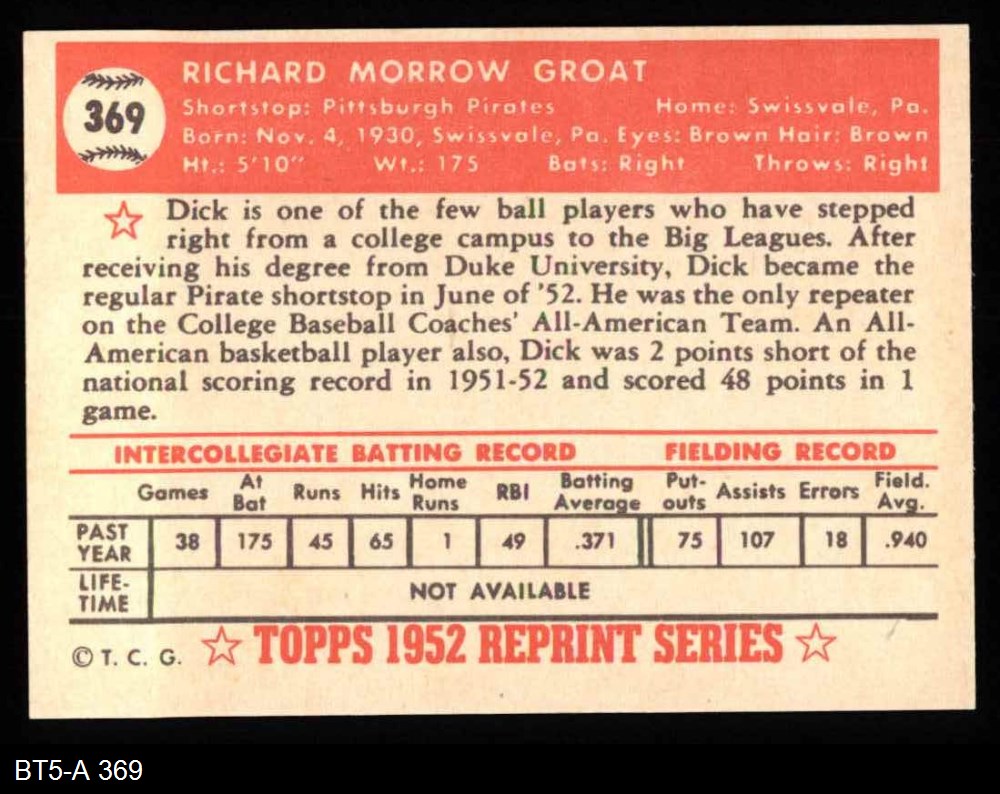 369
RICHARD MORROW GROAT
Shortstop: Pittsburgh Pirates Home: Swissvale, Pa.
Born: Nov. 4, 1930, Swissvale, Pa. Eyes: Brown Hair: Brown
Ht.: 5'10" Wt.: 175 Bats: Right Throws: Right
Dick is one of the few ball players who have stepped
right from a college campus to the Big Leagues. After
receiving his degree from Duke University, Dick became the
regular Pirate shortstop in June of '52. He was the only repeater
on the College Baseball Coaches' All-American Team. An All-
American basketball player also, Dick was 2 points short of the
national scoring record in 1951-52 and scored 48 points in 1
game.
INTERCOLLEGIATE BATTING RECORD FIELDING RECORD
Games At Bat Runs Hits Home Runs RBI Batting Average Put-outs Assists Errors Field. Avg.
PAST YEAR 38 175 45 65 1 49 .371 75 107 18 .940
LIFE-TIME NOT AVAILABLE
© T. C. G. ☆ TOPPS 1952 REPRINT SERIES ☆
BT5-A 369